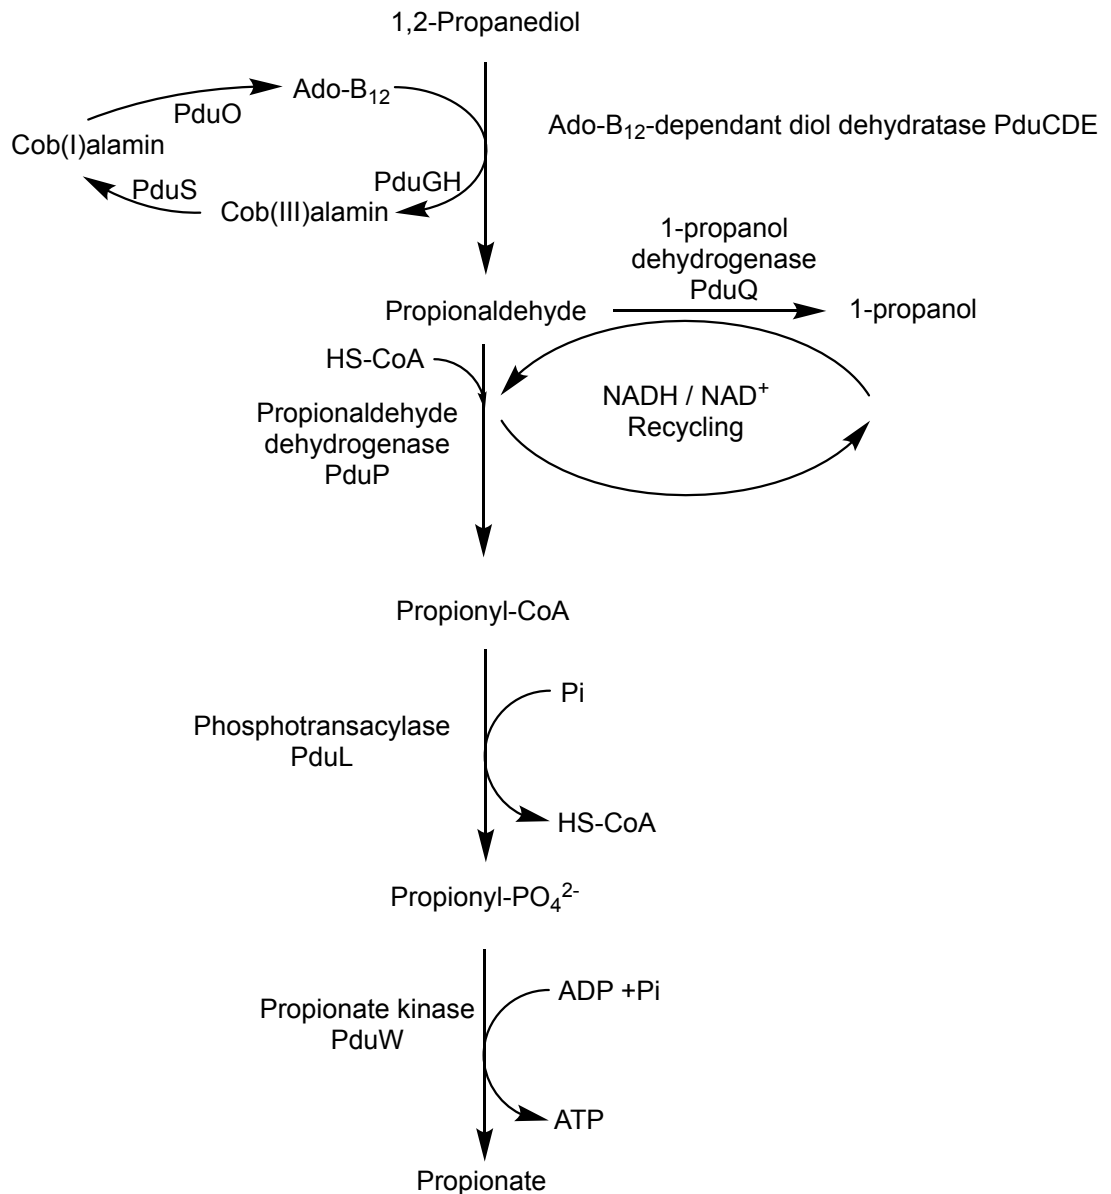 1,2-Propanediol
Ado-B₁₂
PduO
Cob(I)alamin
Ado-B₁₂-dependant diol dehydratase PduCDE
PduS
PduGH
Cob(III)alamin
1-propanol
dehydrogenase
PduQ
Propionaldehyde
1-propanol
HS-CoA
NADH / NAD⁺
Recycling
Propionaldehyde
dehydrogenase
PduP
Propionyl-CoA
Pi
Phosphotransacylase
PduL
HS-CoA
Propionyl-PO₄²⁻
ADP +Pi
Propionate kinase
PduW
ATP
Propionate